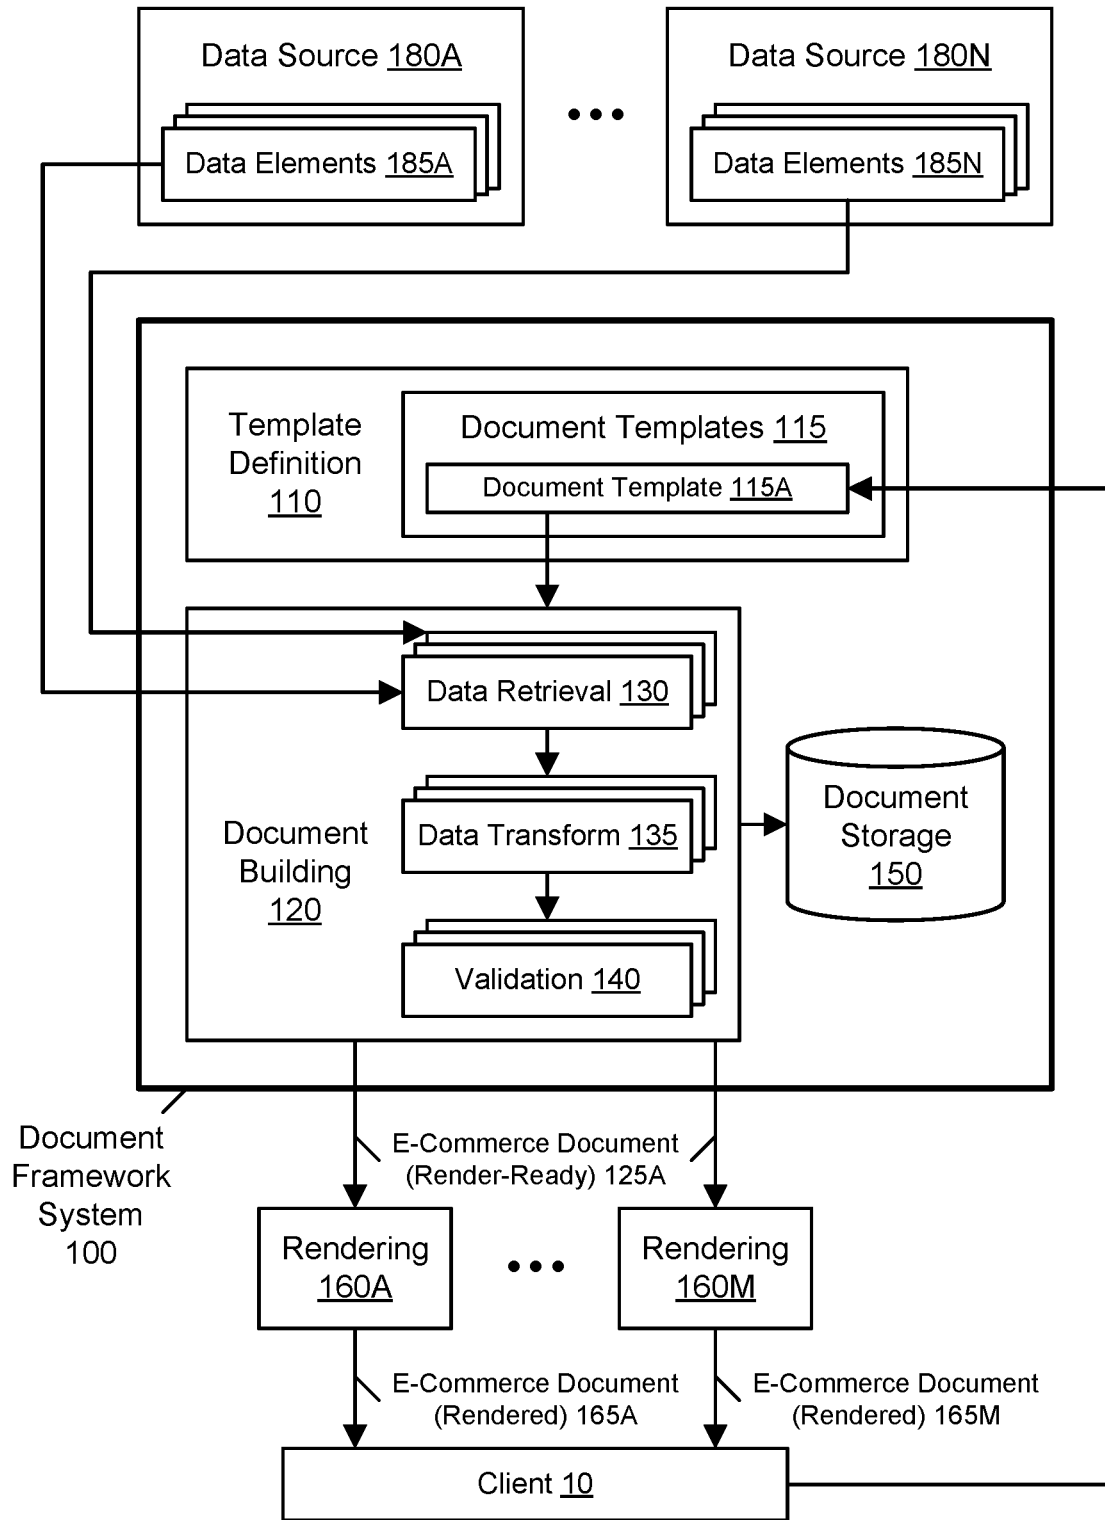 Data Source 180A
Data Elements 185A
Data Source 180N
Data Elements 185N
Template
Definition
110
Document Templates 115
Document Template 115A
Document
Building
120
Data Retrieval 130
Data Transform 135
Validation 140
Document
Storage
150
Document
Framework
System
100
E-Commerce Document
(Render-Ready) 125A
Rendering
160A
Rendering
160M
E-Commerce Document
(Rendered) 165A
E-Commerce Document
(Rendered) 165M
Client 10